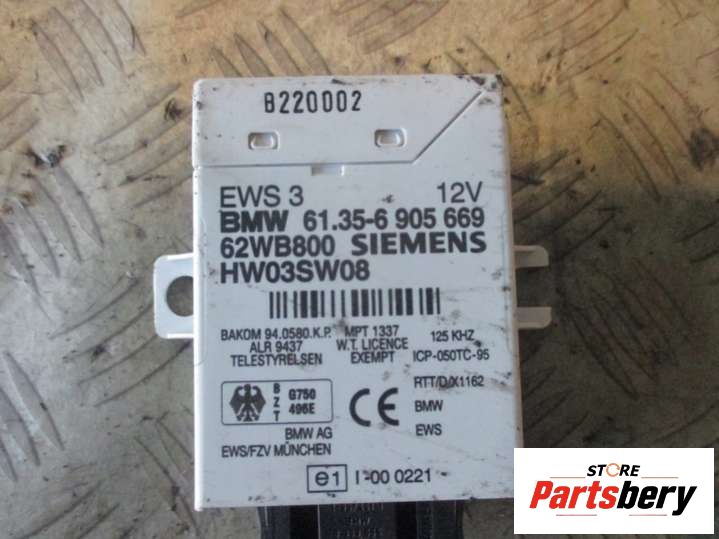 B220002
EWS 3 12V
BMW 61.35-6 905 669
62WB800 SIEMENS
HW03SW08
BAKOM 94.0580.K.P. MPT 1337 125 KHZ
ALR 9437 W.T. LICENCE ICP-050TC-95
TELESTYRELSEN EXEMPT
RTT/D/X1162
B Z T G750 496E CE BMW
BMW AG EWS
EWS/FZV MÜNCHEN
e1 I-00 0221
STORE
Partsbery